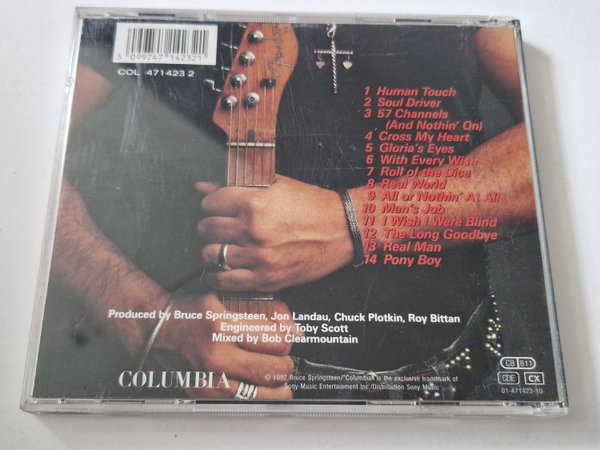 5 099747 142321
COL 471423 2
Fender
1 Human Touch
2 Soul Driver
3 57 Channels
(And Nothin' On)
4 Cross My Heart
5 Gloria's Eyes
6 With Every Wish
7 Roll of the Dice
8 Real World
9 All or Nothin' At All
10 Man's Job
11 I Wish I Were Blind
12 The Long Goodbye
13 Real Man
14 Pony Boy
Produced by Bruce Springsteen, Jon Landau, Chuck Plotkin, Roy Bittan
Engineered by Toby Scott
Mixed by Bob Clearmountain
COLUMBIA
© 1992 Bruce Springsteen/"Columbia" is the exclusive trademark of
Sony Music Entertainment Inc./Distribution Sony Music
CB 811
CDE CX
01-471423-10